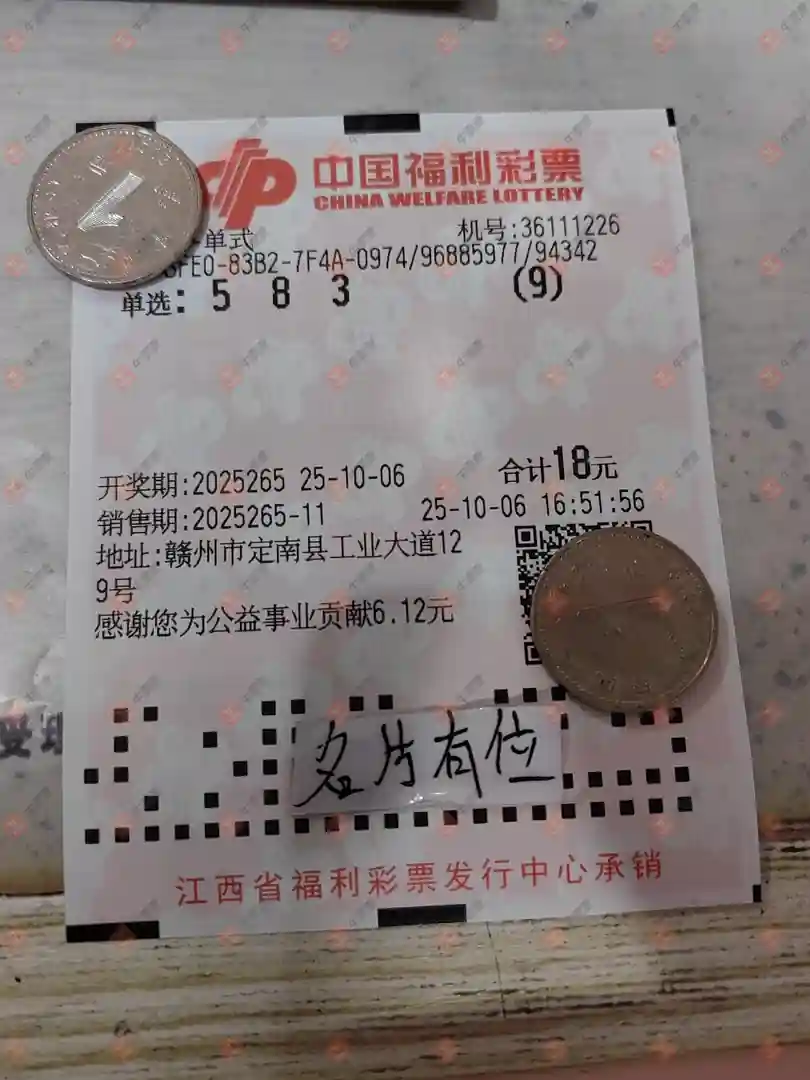 中国福利彩票
CHINA WELFARE LOTTERY
单式 机号:36111226
FE0-83B2-7F4A-0974/96885977/94342
单选: 5 8 3 (9)
开奖期:2025265 25-10-06 合计18元
销售期:2025265-11 25-10-06 16:51:56
地址:赣州市定南县工业大道12
9号
感谢您为公益事业贡献6.12元
名片有位
江西省福利彩票发行中心承销